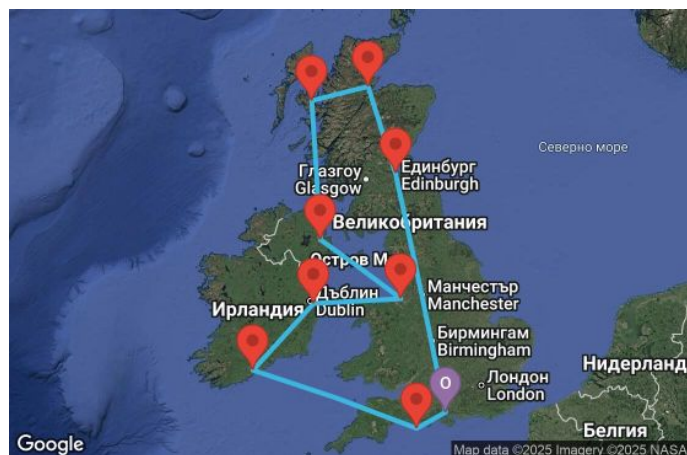 Северно море
Глазгоу
Glasgow
Единбург
Edinburgh
Великобритания
Остров М
Дъблин
Dublin
Ирландия
Манчестър
Manchester
Бирмингам
Birmingham
Нидерланд
О
Лондон
London
Белгия
Google
Map data ©2025 Imagery ©2025 NASA